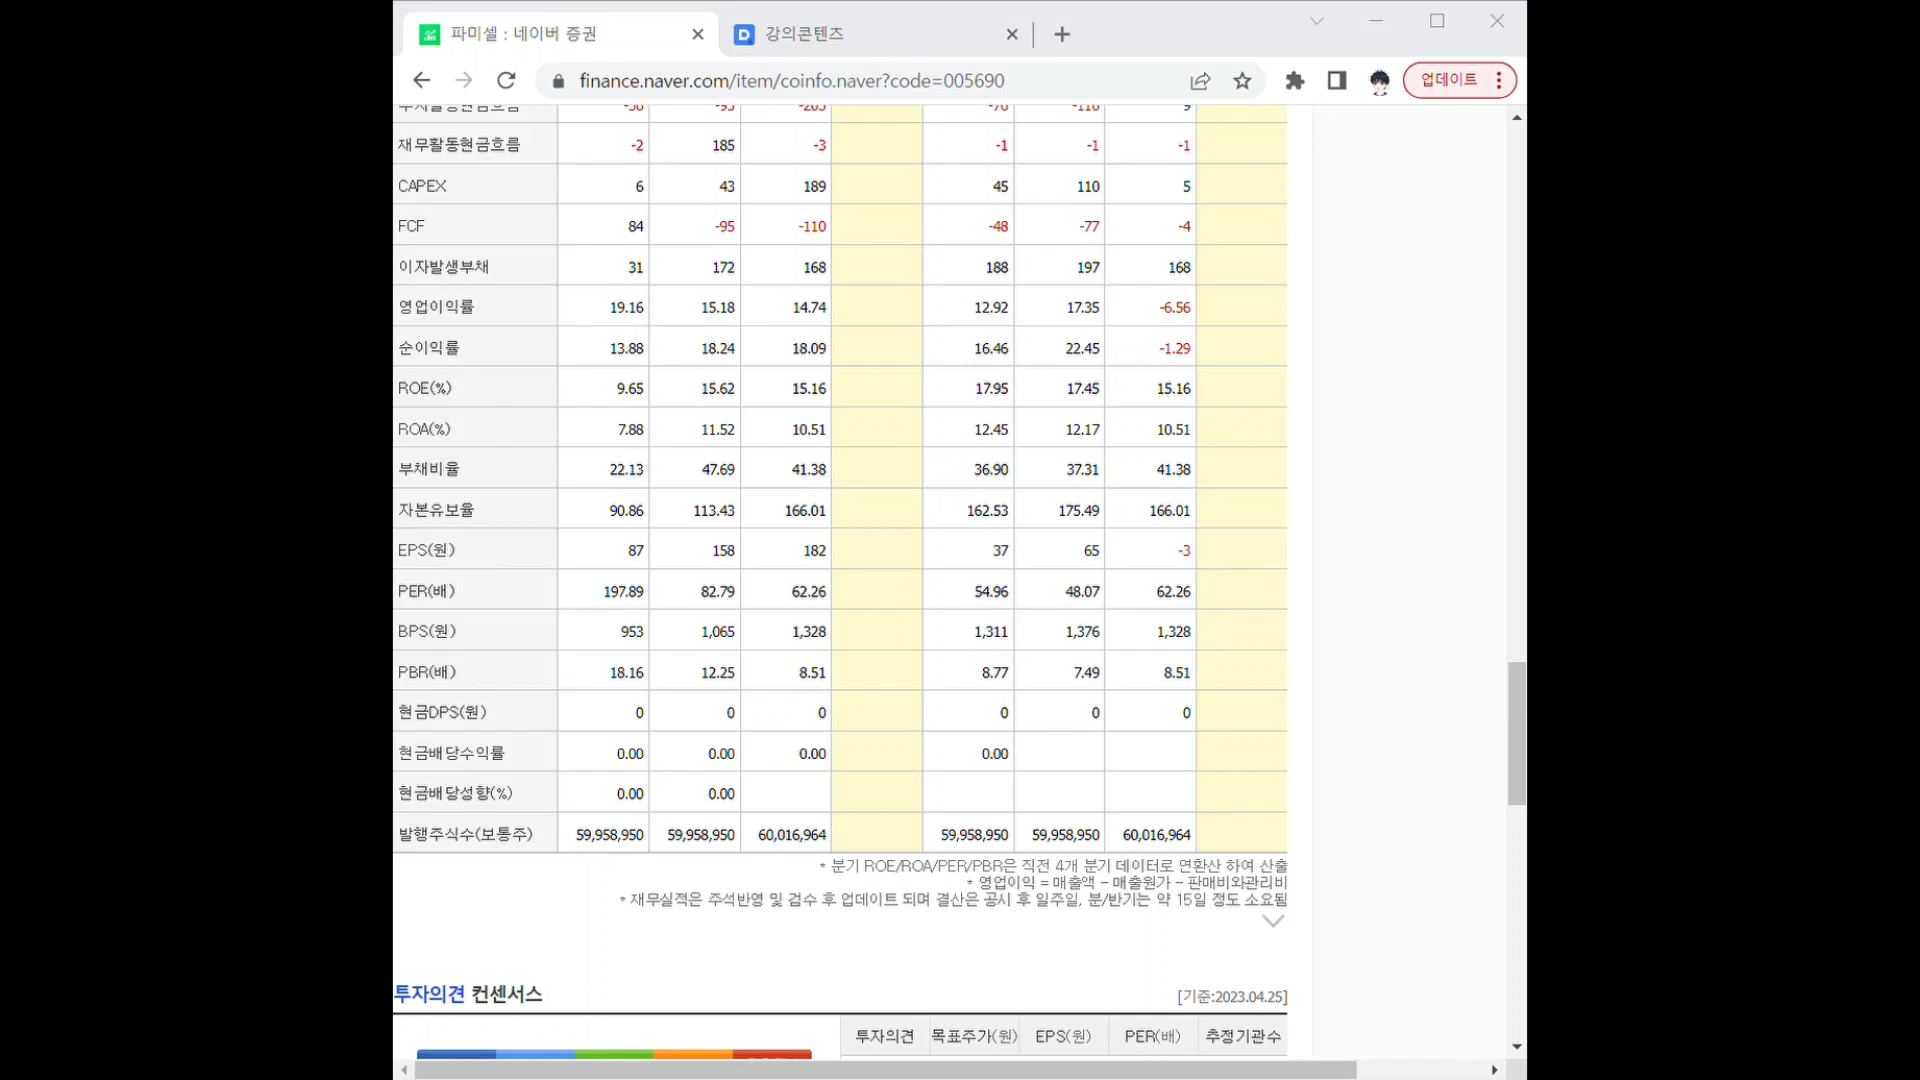 파미셀 : 네이버 증권
강의콘텐츠
finance.naver.com/item/coinfo.naver?code=005690
업데이트
재무활동현금흐름 -2 185 -3 -1 -1 -1
CAPEX 6 43 189 45 110 5
FCF 84 -95 -110 -48 -77 -4
이자발생부채 31 172 168 188 197 168
영업이익률 19.16 15.18 14.74 12.92 17.35 -6.56
순이익률 13.88 18.24 18.09 16.46 22.45 -1.29
ROE(%) 9.65 15.62 15.16 17.95 17.45 15.16
ROA(%) 7.88 11.52 10.51 12.45 12.17 10.51
부채비율 22.13 47.69 41.38 36.90 37.31 41.38
자본유보율 90.86 113.43 166.01 162.53 175.49 166.01
EPS(원) 87 158 182 37 65 -3
PER(배) 197.89 82.79 62.26 54.96 48.07 62.26
BPS(원) 953 1,065 1,328 1,311 1,376 1,328
PBR(배) 18.16 12.25 8.51 8.77 7.49 8.51
현금DPS(원) 0 0 0 0 0 0
현금배당수익률 0.00 0.00 0.00 0.00
현금배당성향(%) 0.00 0.00
발행주식수(보통주) 59,958,950 59,958,950 60,016,964 59,958,950 59,958,950 60,016,964
* 분기 ROE/ROA/PER/PBR은 직전 4개 분기 데이터로 연환산 하여 산출
* 영업이익 = 매출액 - 매출원가 - 판매비와관리비
* 재무실적은 주석반영 및 검수 후 업데이트 되며 결산은 공시 후 일주일, 분/반기는 약 15일 정도 소요됨
투자의견 컨센서스
[기준:2023.04.25]
투자의견 목표주가(원) EPS(원) PER(배) 추정기관수